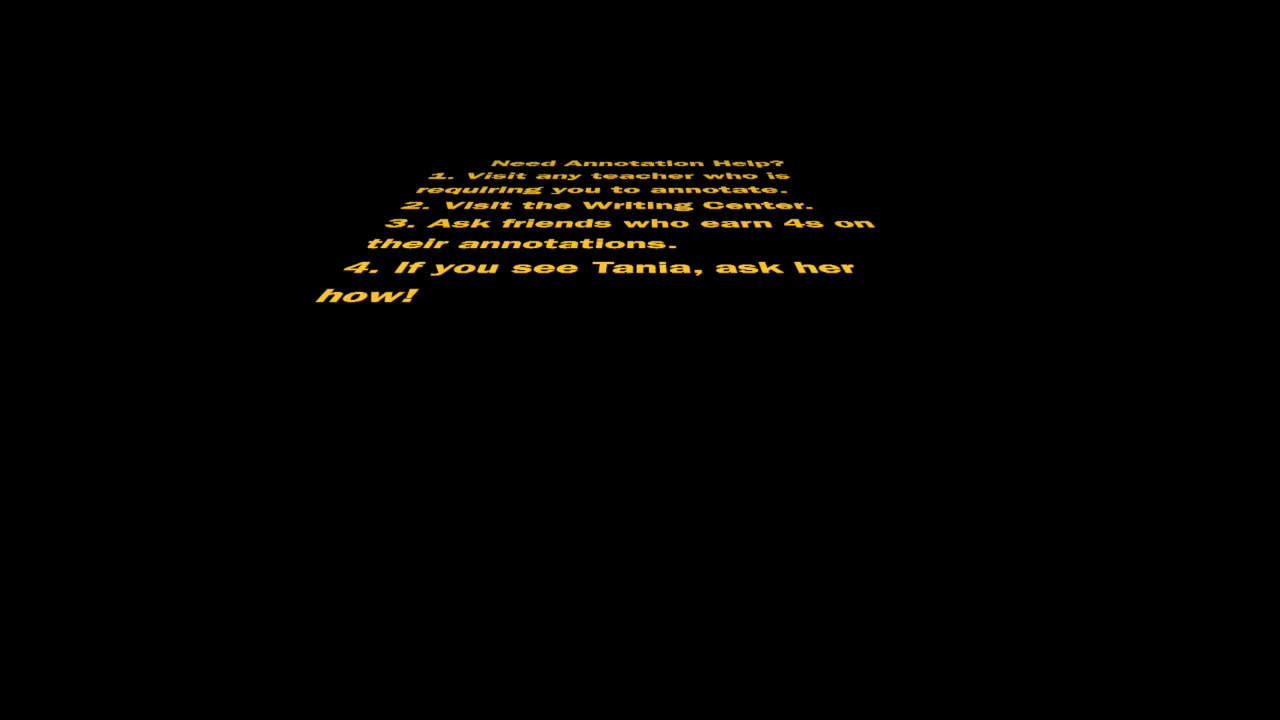 Need Annotation Help?
1. Visit any teacher who is
requiring you to annotate.
2. Visit the Writing Center.
3. Ask friends who earn 4s on
their annotations.
4. If you see Tania, ask her
how!